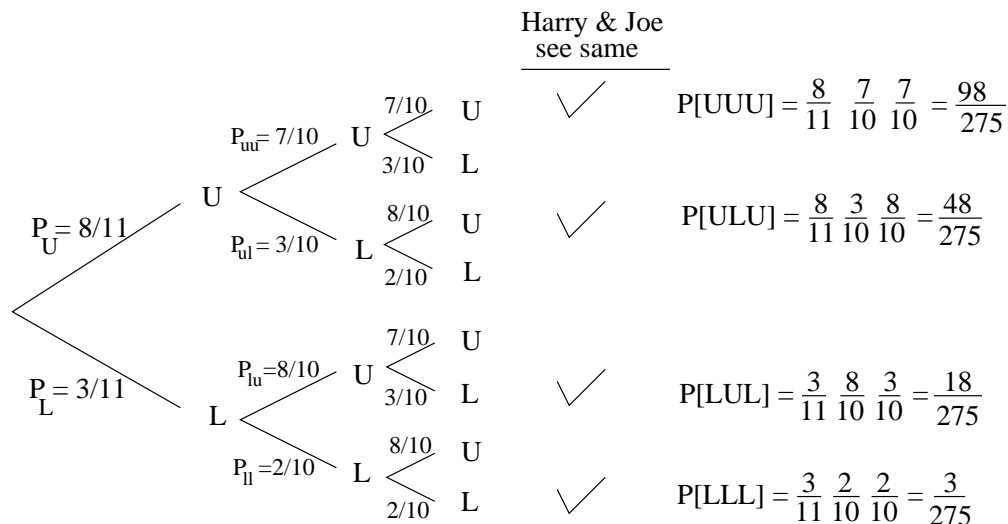 Harry & Joe
see same
7/10 U P[UUU] = 8/11 7/10 7/10 = 98/275
P_uu = 7/10 U
3/10 L
U
P_U = 8/11
8/10 U P[ULU] = 8/11 3/10 8/10 = 48/275
P_ul = 3/10 L
2/10 L
7/10 U
P_lu =8/10 U
P_L = 3/11
3/10 L P[LUL] = 3/11 8/10 3/10 = 18/275
L
8/10 U
P_ll =2/10 L
2/10 L P[LLL] = 3/11 2/10 2/10 = 3/275